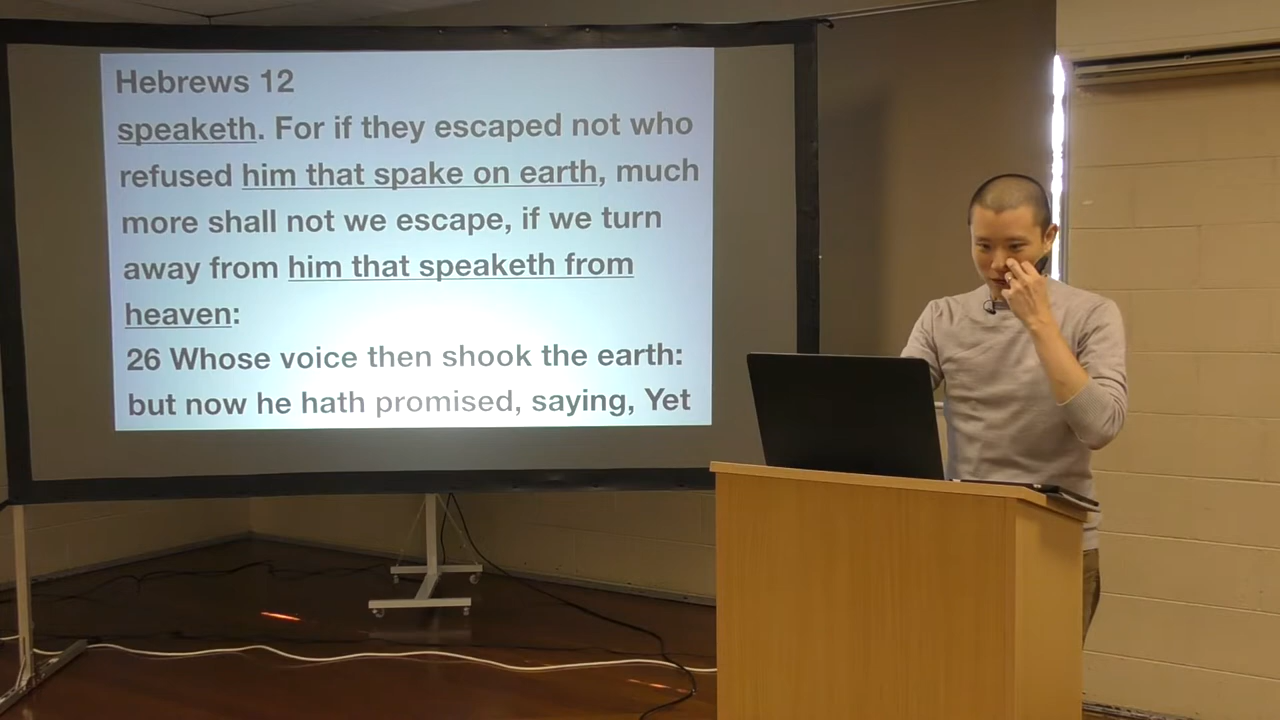 Hebrews 12
speaketh. For if they escaped not who
refused him that spake on earth, much
more shall not we escape, if we turn
away from him that speaketh from
heaven:
26 Whose voice then shook the earth:
but now he hath promised, saying, Yet